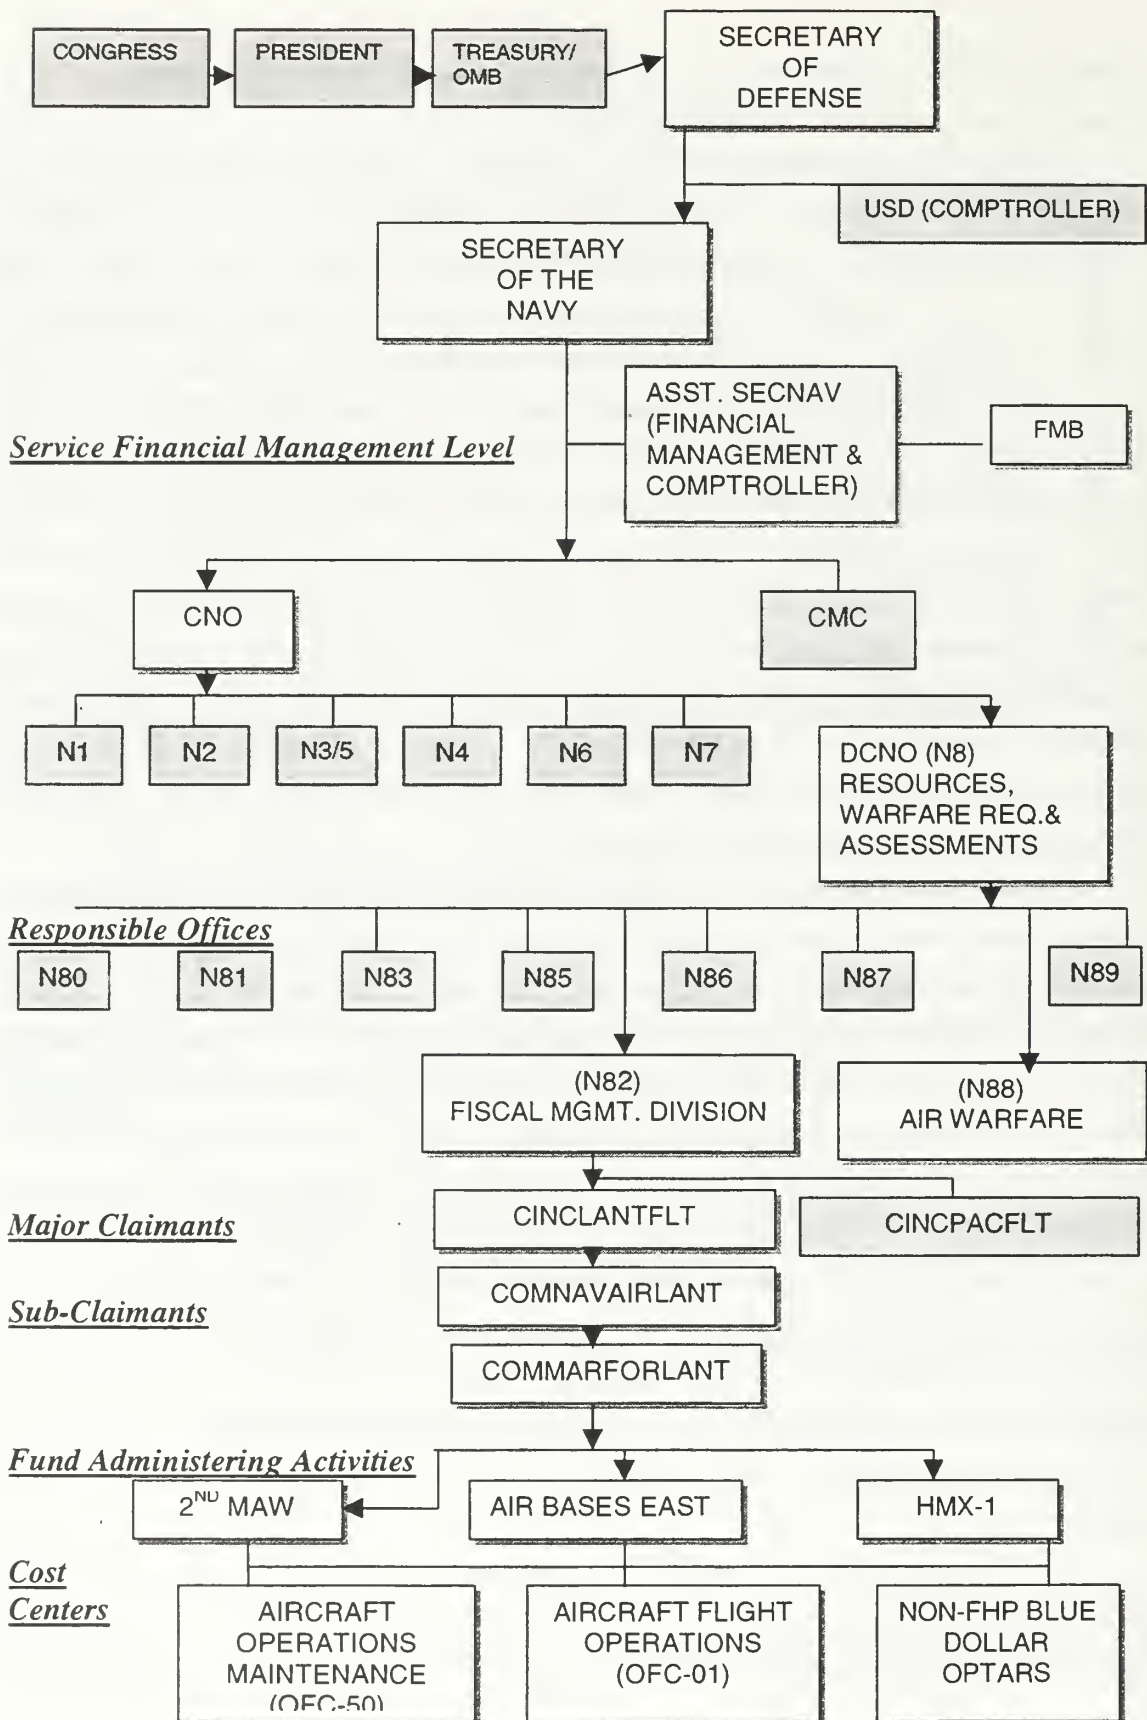 CONGRESS
PRESIDENT
TREASURY/
OMB
SECRETARY
OF
DEFENSE
USD (COMPTROLLER)
SECRETARY
OF THE
NAVY
Service Financial Management Level
ASST. SECNAV
(FINANCIAL
MANAGEMENT &
COMPTROLLER)
FMB
CNO
CMC
N1
N2
N3/5
N4
N6
N7
DCNO (N8)
RESOURCES,
WARFARE REQ.&
ASSESSMENTS
Responsible Offices
N80
N81
N83
N85
N86
N87
N89
(N82)
FISCAL MGMT. DIVISION
(N88)
AIR WARFARE
Major Claimants
CINCLANTFLT
CINCPACFLT
Sub-Claimants
COMNAVAIRLANT
COMMARFORLANT
Fund Administering Activities
2ND MAW
AIR BASES EAST
HMX-1
Cost
Centers
AIRCRAFT
OPERATIONS
MAINTENANCE
(OFC-50)
AIRCRAFT FLIGHT
OPERATIONS
(OFC-01)
NON-FHP BLUE
DOLLAR
OPTARS